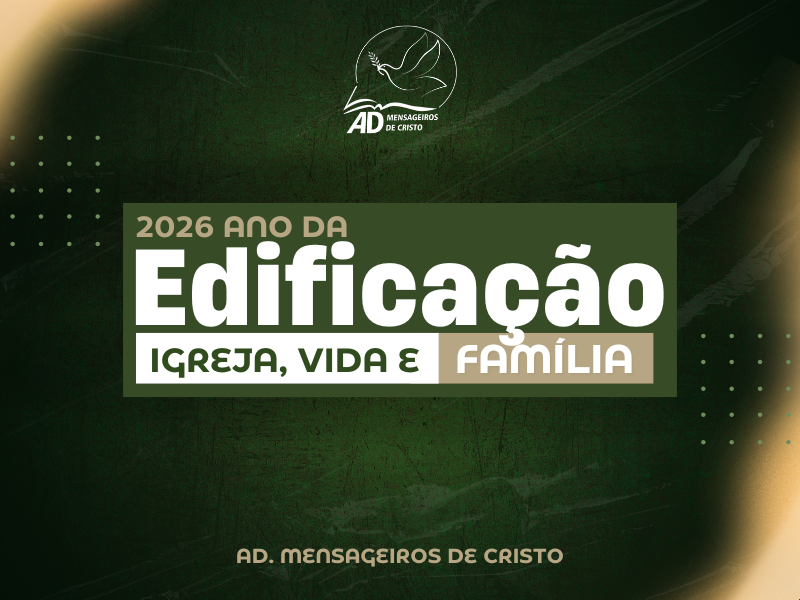 AD MENSAGEIROS
DE CRISTO
2026 ANO DA
Edificação
IGREJA, VIDA E FAMÍLIA
AD. MENSAGEIROS DE CRISTO